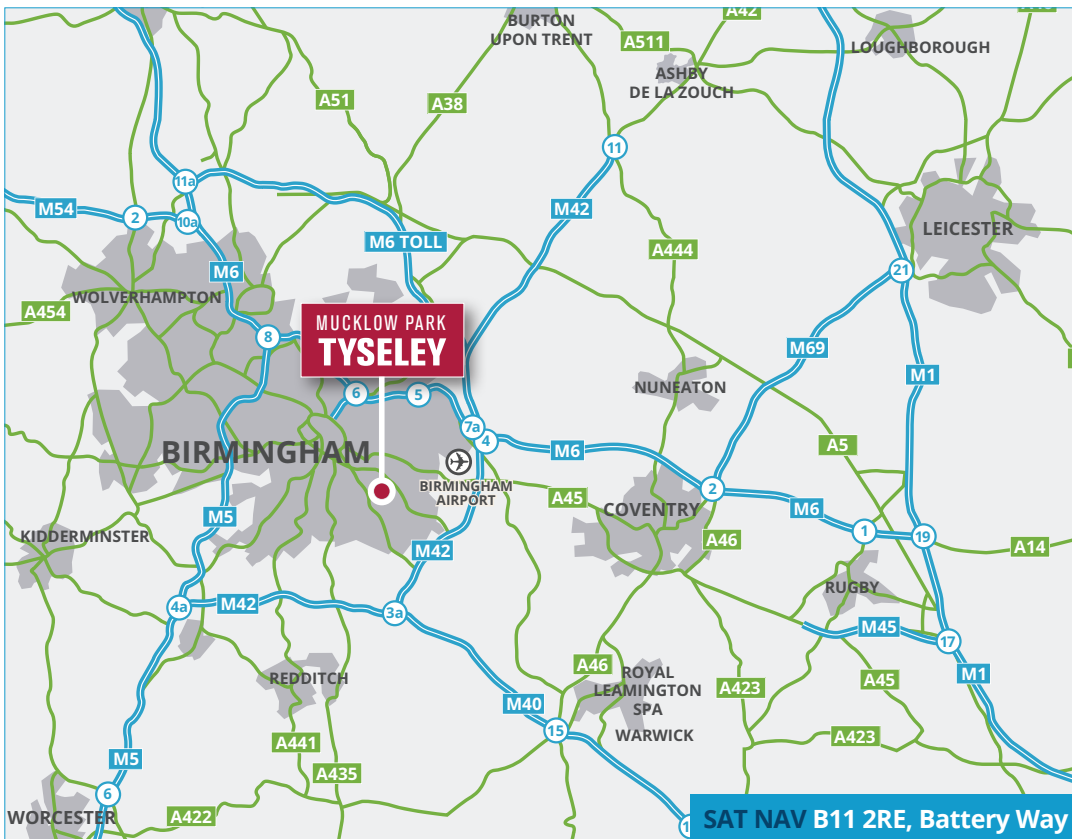 BURTON
UPON TRENT
A42
A511
LOUGHBOROUGH
ASHBY
DE LA ZOUCH
A51
A38
11
11a
M54
2
10a
M42
M6 TOLL
LEICESTER
A444
M6
21
WOLVERHAMPTON
A454
MUCKLOW PARK
TYSELEY
8
M69
M1
NUNEATON
6
5
7a
4
A5
BIRMINGHAM
M6
BIRMINGHAM
AIRPORT
2
A45
COVENTRY
M6
M5
KIDDERMINSTER
1
19
A46
A14
M42
RUGBY
4a
M42
3a
M45
17
A46
ROYAL
LEAMINGTON
SPA
WARWICK
REDDITCH
M1
A423
A45
M40
15
A441
A423
M5
A435
6
WORCESTER
A422
SAT NAV B11 2RE, Battery Way